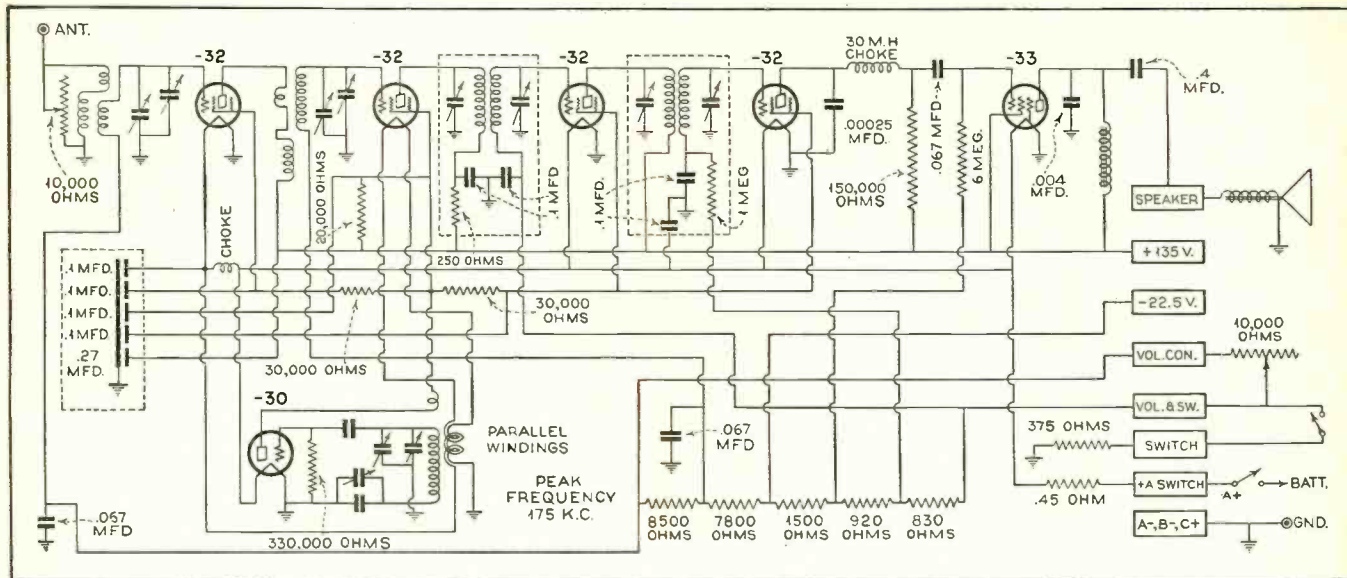 ANT.
-32
-32
-32
-32
30 M.H
CHOKE
-33
.4
MFD.
10,000
OHMS
20,000 OHMS
.1 MFD
.1 MFD.
.1 MEG
.00025
MFD.
150,000
OHMS
.067 MFD.
6 MEG.
.004
MFD.
SPEAKER
CHOKE
250 OHMS
+135 V.
.1 MFD.
.1 MFD.
.1 MFD.
.1 MFD.
.27
MFD.
30,000
OHMS
30,000 OHMS
-22.5 V.
10,000
OHMS
VOL. CON.
-30
PARALLEL
WINDINGS
.067
MFD
VOL. & SW.
375 OHMS
SWITCH
PEAK
FREQUENCY
175 K.C.
+A SWITCH
A+
BATT.
.45 OHM
.067
MFD
330,000 OHMS
8500
OHMS
7800
OHMS
1500
OHMS
920
OHMS
830
OHMS
A-, B-, C+
GND.